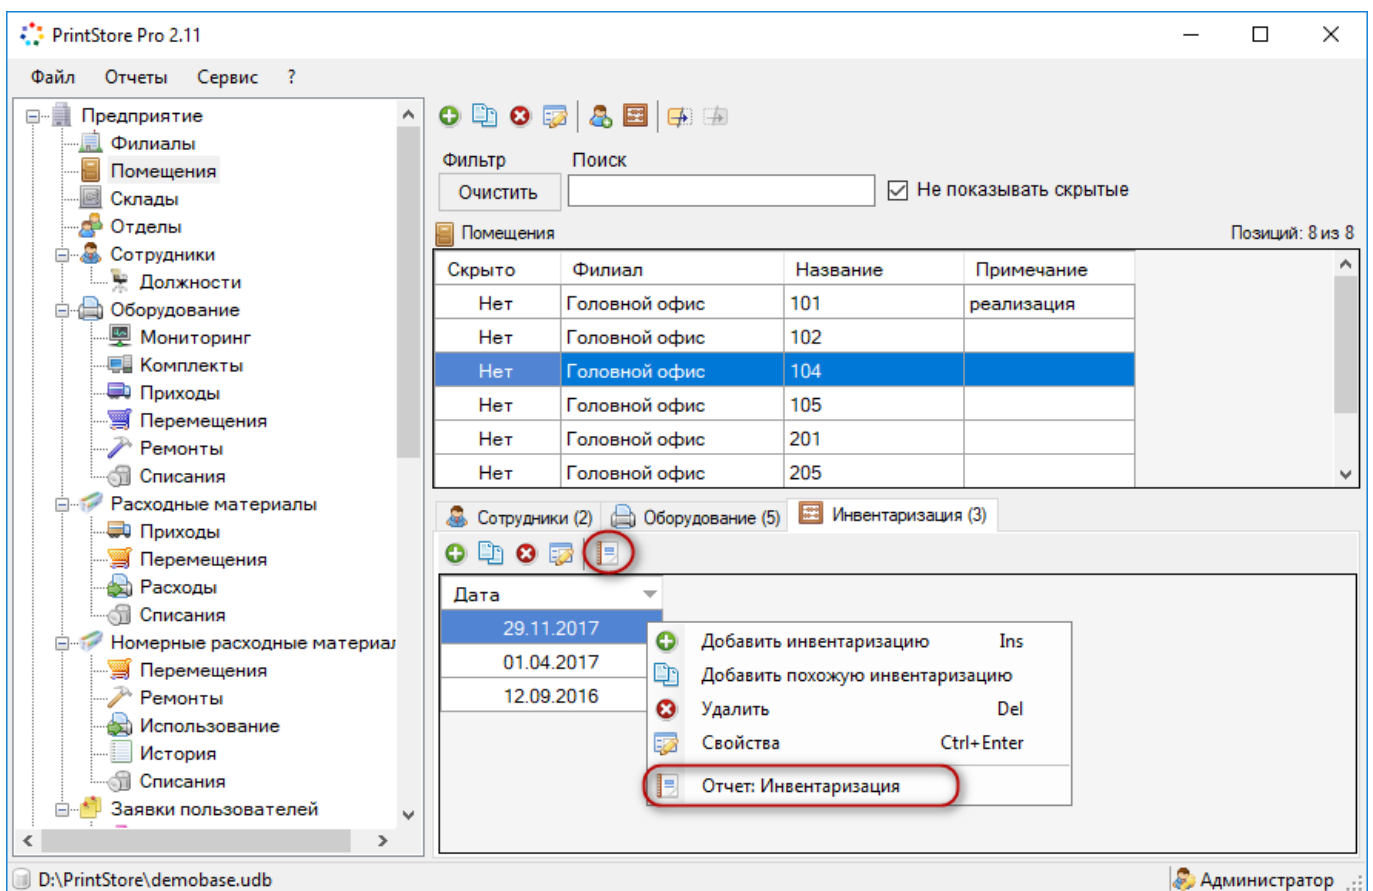 PrintStore Pro 2.11
Файл Отчеты Сервис ?
Предприятие
Филиалы
Помещения
Склады
Отделы
Сотрудники
Должности
Оборудование
Мониторинг
Комплекты
Приходы
Перемещения
Ремонты
Списания
Расходные материалы
Приходы
Перемещения
Расходы
Списания
Номерные расходные материал
Перемещения
Ремонты
Использование
История
Списания
Заявки пользователей
Фильтр Поиск
Очистить Не показывать скрытые
Помещения Позиций: 8 из 8
Скрыто Филиал Название Примечание
Нет Головной офис 101 реализация
Нет Головной офис 102
Нет Головной офис 104
Нет Головной офис 105
Нет Головной офис 201
Нет Головной офис 205
Сотрудники (2) Оборудование (5) Инвентаризация (3)
Дата
29.11.2017
01.04.2017
12.09.2016
Добавить инвентаризацию Ins
Добавить похожую инвентаризацию
Удалить Del
Свойства Ctrl+Enter
Отчет: Инвентаризация
D:\PrintStore\demobase.udb Администратор